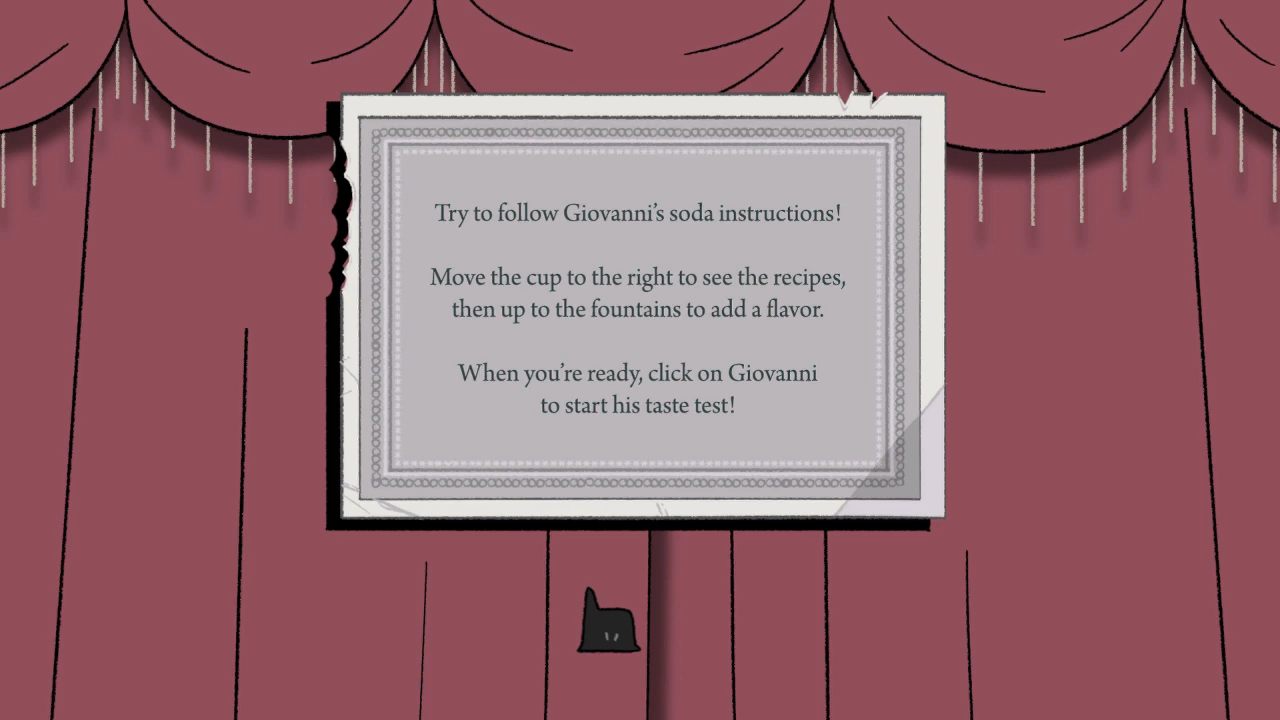 Try to follow Giovanni's soda instructions!
Move the cup to the right to see the recipes,
then up to the fountains to add a flavor.
When you're ready, click on Giovanni
to start his taste test!